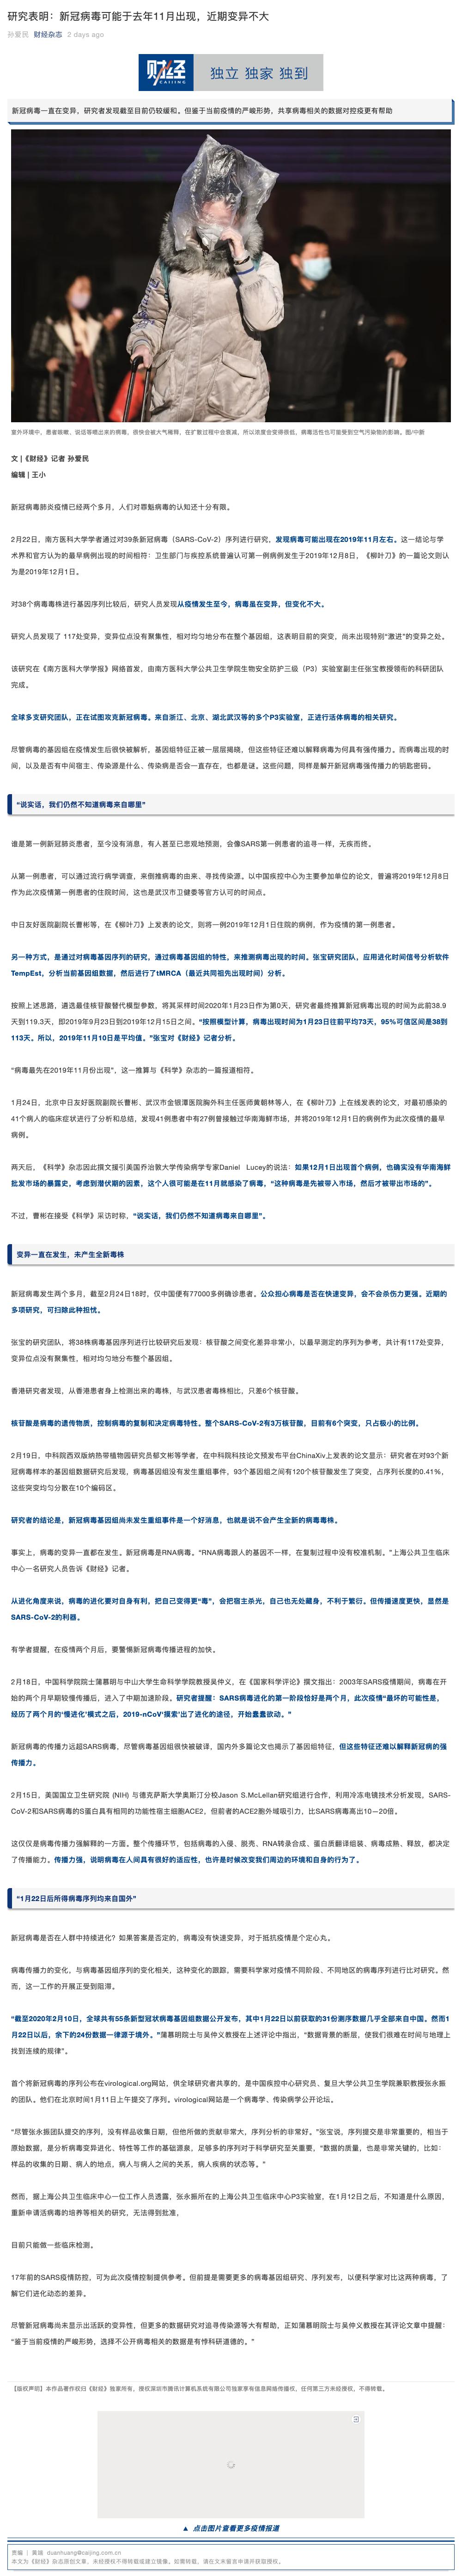 研究表明：新冠病毒可能于去年11月出现，近期变异不大
孙爱民 财经杂志 2 days ago
财经
CAIJING
独立 独家 独到
新冠病毒一直在变异，研究者发现截至目前仍较缓和。但鉴于当前疫情的严峻形势，共享病毒相关的数据对控疫更有帮助
室外环境中，患者咳嗽、说话等喷出来的病毒，很快会被大气稀释，在扩散过程中会衰减，所以浓度会变得很低，病毒活性也可能受到空气污染物的影响。图/中新
文 |《财经》记者 孙爱民
编辑 | 王小
新冠病毒肺炎疫情已经两个多月，人们对罪魁病毒的认知还十分有限。
2月22日，南方医科大学学者通过对39条新冠病毒（SARS-CoV-2）序列进行研究，发现病毒可能出现在2019年11月左右。这一结论与学
术界和官方认为的最早病例出现的时间相符：卫生部门与疾控系统普遍认可第一例病例发生于2019年12月8日，《柳叶刀》的一篇论文则认
为是2019年12月1日。
对38个病毒毒株进行基因序列比较后，研究人员发现从疫情发生至今，病毒虽在变异，但变化不大。
研究人员发现了 117处变异，变异位点没有聚集性，相对均匀地分布在整个基因组，这表明目前的突变，尚未出现特别“激进”的变异之处。
该研究在《南方医科大学学报》网络首发，由南方医科大学公共卫生学院生物安全防护三级（P3）实验室副主任张宝教授领衔的科研团队
完成。
全球多支研究团队，正在试图攻克新冠病毒。来自浙江、北京、湖北武汉等的多个P3实验室，正进行活体病毒的相关研究。
尽管病毒的基因组在疫情发生后很快被解析，基因组特征正被一层层揭晓，但这些特征还难以解释病毒为何具有强传播力。而病毒出现的时
间，以及是否有中间宿主、传染源是什么、传染病是否会一直存在，也都是谜。这些问题，同样是解开新冠病毒强传播力的钥匙密码。
“说实话，我们仍然不知道病毒来自哪里”
谁是第一例新冠肺炎患者，至今没有消息，有人甚至已悲观地预测，会像SARS第一例患者的追寻一样，无疾而终。
从第一例患者，可以通过流行病学调查，来倒推病毒的由来、寻找传染源。以中国疾控中心为主要参加单位的论文，普遍将2019年12月8日
作为此次疫情第一例患者的住院时间，这也是武汉市卫健委等官方认可的时间点。
中日友好医院副院长曹彬等，在《柳叶刀》上发表的论文，则将一例2019年12月1日住院的病例，作为疫情的第一例患者。
另一种方式，是通过对病毒基因序列的研究，通过病毒基因组的特性，来推测病毒出现的时间。张宝研究团队，应用进化时间信号分析软件
TempEst，分析当前基因组数据，然后进行了tMRCA（最近共同祖先出现时间）分析。
按照上述思路，遴选最佳核苷酸替代模型参数，将其采样时间2020年1月23日作为第0天，研究者最终推算新冠病毒出现的时间为此前38.9
天到119.3天，即2019年9月23日到2019年12月15日之间。“按照模型计算，病毒出现时间为1月23日往前平均73天，95%可信区间是38到
113天。所以，2019年11月10日是平均值。”张宝对《财经》记者分析。
“病毒最先在2019年11月份出现”，这一推算与《科学》杂志的一篇报道相符。
1月24日，北京中日友好医院副院长曹彬，武汉市金银潭医院胸外科主任医师黄朝林等人，在《柳叶刀》上在线发表的论文，对最初感染的
41个病人的临床症状进行了分析和总结，发现41例患者中有27例曾接触过华南海鲜市场，并将2019年12月1日的病例作为此次疫情的最早
病例。
两天后，《科学》杂志因此撰文援引美国乔治敦大学传染病学专家Daniel Lucey的说法：如果12月1日出现首个病例，也确实没有华南海鲜
批发市场的暴露史，考虑到潜伏期的因素，这个人很可能是在11月就感染了病毒，“这种病毒是先被带入市场，然后才被带出市场的”。
不过，曹彬在接受《科学》采访时称，“说实话，我们仍然不知道病毒来自哪里”。
变异一直在发生，未产生全新毒株
新冠病毒发生两个多月，截至2月24日18时，仅中国便有77000多例确诊患者。公众担心病毒是否在快速变异，会不会杀伤力更强。近期的
多项研究，可扫除此种担忧。
张宝的研究团队，将38株病毒基因序列进行比较研究后发现：核苷酸之间变化差异非常小，以最早测定的序列为参考，共计有117处变异，
变异位点没有聚集性，相对均匀地分布整个基因组。
香港研究者发现，从香港患者身上检测出来的毒株，与武汉患者毒株相比，只差6个核苷酸。
核苷酸是病毒的遗传物质，控制病毒的复制和决定病毒特性。整个SARS-CoV-2有3万核苷酸，目前有6个突变，只占极小的比例。
2月19日，中科院西双版纳热带植物园研究员郁文彬等学者，在中科院科技论文预发布平台ChinaXiv上发表的论文显示：研究者在对93个新
冠病毒样本的基因组数据研究后发现，病毒基因组没有发生重组事件，93个基因组之间有120个核苷酸发生了突变，占序列长度的0.41%，
这些突变均匀分散在10个编码区。
研究者的结论是，新冠病毒基因组尚未发生重组事件是一个好消息，也就是说不会产生全新的病毒毒株。
事实上，病毒的变异一直都在发生。新冠病毒是RNA病毒。“RNA病毒跟人的基因不一样，在复制过程中没有校准机制。”上海公共卫生临床
中心一名研究人员告诉《财经》记者。
从进化角度来说，病毒的进化要对自身有利，把自己变得更“毒”，会把宿主杀光，自己也无处藏身，不利于繁衍。但传播速度更快，显然是
SARS-CoV-2的利器。
有学者提醒，在疫情两个月后，要警惕新冠病毒传播进程的加快。
2月18日，中国科学院院士蒲慕明与中山大学生命科学学院教授吴仲义，在《国家科学评论》撰文指出：2003年SARS疫情期间，病毒在开
始的两个月早期较慢传播后，进入了中期加速阶段。研究者提醒：SARS病毒进化的第一阶段恰好是两个月，此次疫情“最坏的可能性是，
经历了两个月的‘慢进化’模式之后，2019-nCoV‘摸索’出了进化的途径，开始蠢蠢欲动。”
新冠病毒的传播力远超SARS病毒，尽管病毒基因组很快被破译，国内外多篇论文也揭示了基因组特征，但这些特征还难以解释新冠病的强
传播力。
2月15日，美国国立卫生研究院 (NIH) 与德克萨斯大学奥斯汀分校Jason S.McLellan研究组进行合作，利用冷冻电镜技术分析发现，SARS-
CoV-2和SARS病毒的S蛋白具有相同的功能性宿主细胞ACE2，但前者的ACE2胞外域吸引力，比SARS病毒高出10—20倍。
这仅仅是病毒传播力强解释的一方面。整个传播环节，包括病毒的入侵、脱壳、RNA转录合成、蛋白质翻译组装、病毒成熟、释放，都决定
了传播能力。传播力强，说明病毒在人间具有很好的适应性，也许是时候改变我们周边的环境和自身的行为了。
“1月22日后所得病毒序列均来自国外”
新冠病毒是否在人群中持续进化？如果答案是否定的，病毒没有快速变异，对于抵抗疫情是个定心丸。
病毒传播力的变化，与病毒基因组序列的变化相关，这种变化的跟踪，需要科学家对疫情不同阶段、不同地区的病毒序列进行比对研究。然
而，这一工作的开展正受到阻滞。
“截至2020年2月10日，全球共有55条新型冠状病毒基因组数据公开发布，其中1月22日以前获取的31份测序数据几乎全部来自中国。然而1
月22日以后，余下的24份数据一律源于境外。”蒲慕明院士与吴仲义教授在上述评论中指出，“数据背景的断层，使我们很难在时间与地理上
找到连续的规律”。
首个将新冠病毒的序列公布在virological.org网站，供全球研究者共享的，是中国疾控中心研究员、复旦大学公共卫生学院兼职教授张永振
的团队。他们在北京时间1月11日上午提交了序列。virological网站是一个病毒学、传染病学公开论坛。
“尽管张永振团队提交的序列，没有样品收集日期，但他所做的贡献非常大，序列分析的非常好。”张宝说，序列提交是非常重要的，相当于
原始数据，是分析病毒变异进化、特性等工作的基础源泉，足够多的序列对于科学研究至关重要，“数据的质量，也是非常关键的，比如：
样品的收集的日期、病人的地点，病人与病人之间的关系，病人疾病的状态等。”
然而，据上海公共卫生临床中心一位工作人员透露，张永振所在的上海公共卫生临床中心P3实验室，在1月12日之后，不知道是什么原因，
重新申请活病毒的培养等相关的研究，无法得到批准，
目前只能做一些临床检测。
17年前的SARS疫情防控，可为此次疫情控制提供参考。但前提是需要更多的病毒基因组研究、序列发布，以便科学家对比这两种病毒，了
解它们进化动态的差异。
尽管新冠病毒尚未显示出活跃的变异性，但更多的数据研究对追寻传染源等大有帮助，正如蒲慕明院士与吴仲义教授在其评论文章中提醒：
“鉴于当前疫情的严峻形势，选择不公开病毒相关的数据是有悖科研道德的。”
【版权声明】本作品著作权归《财经》独家所有，授权深圳市腾讯计算机系统有限公司独家享有信息网络传播权，任何第三方未经授权，不得转载。
▲ 点击图片查看更多疫情报道
责编 | 黄端 duanhuang@caijing.com.cn
本文为《财经》杂志原创文章，未经授权不得转载或建立镜像。如需转载，请在文末留言申请并获取授权。